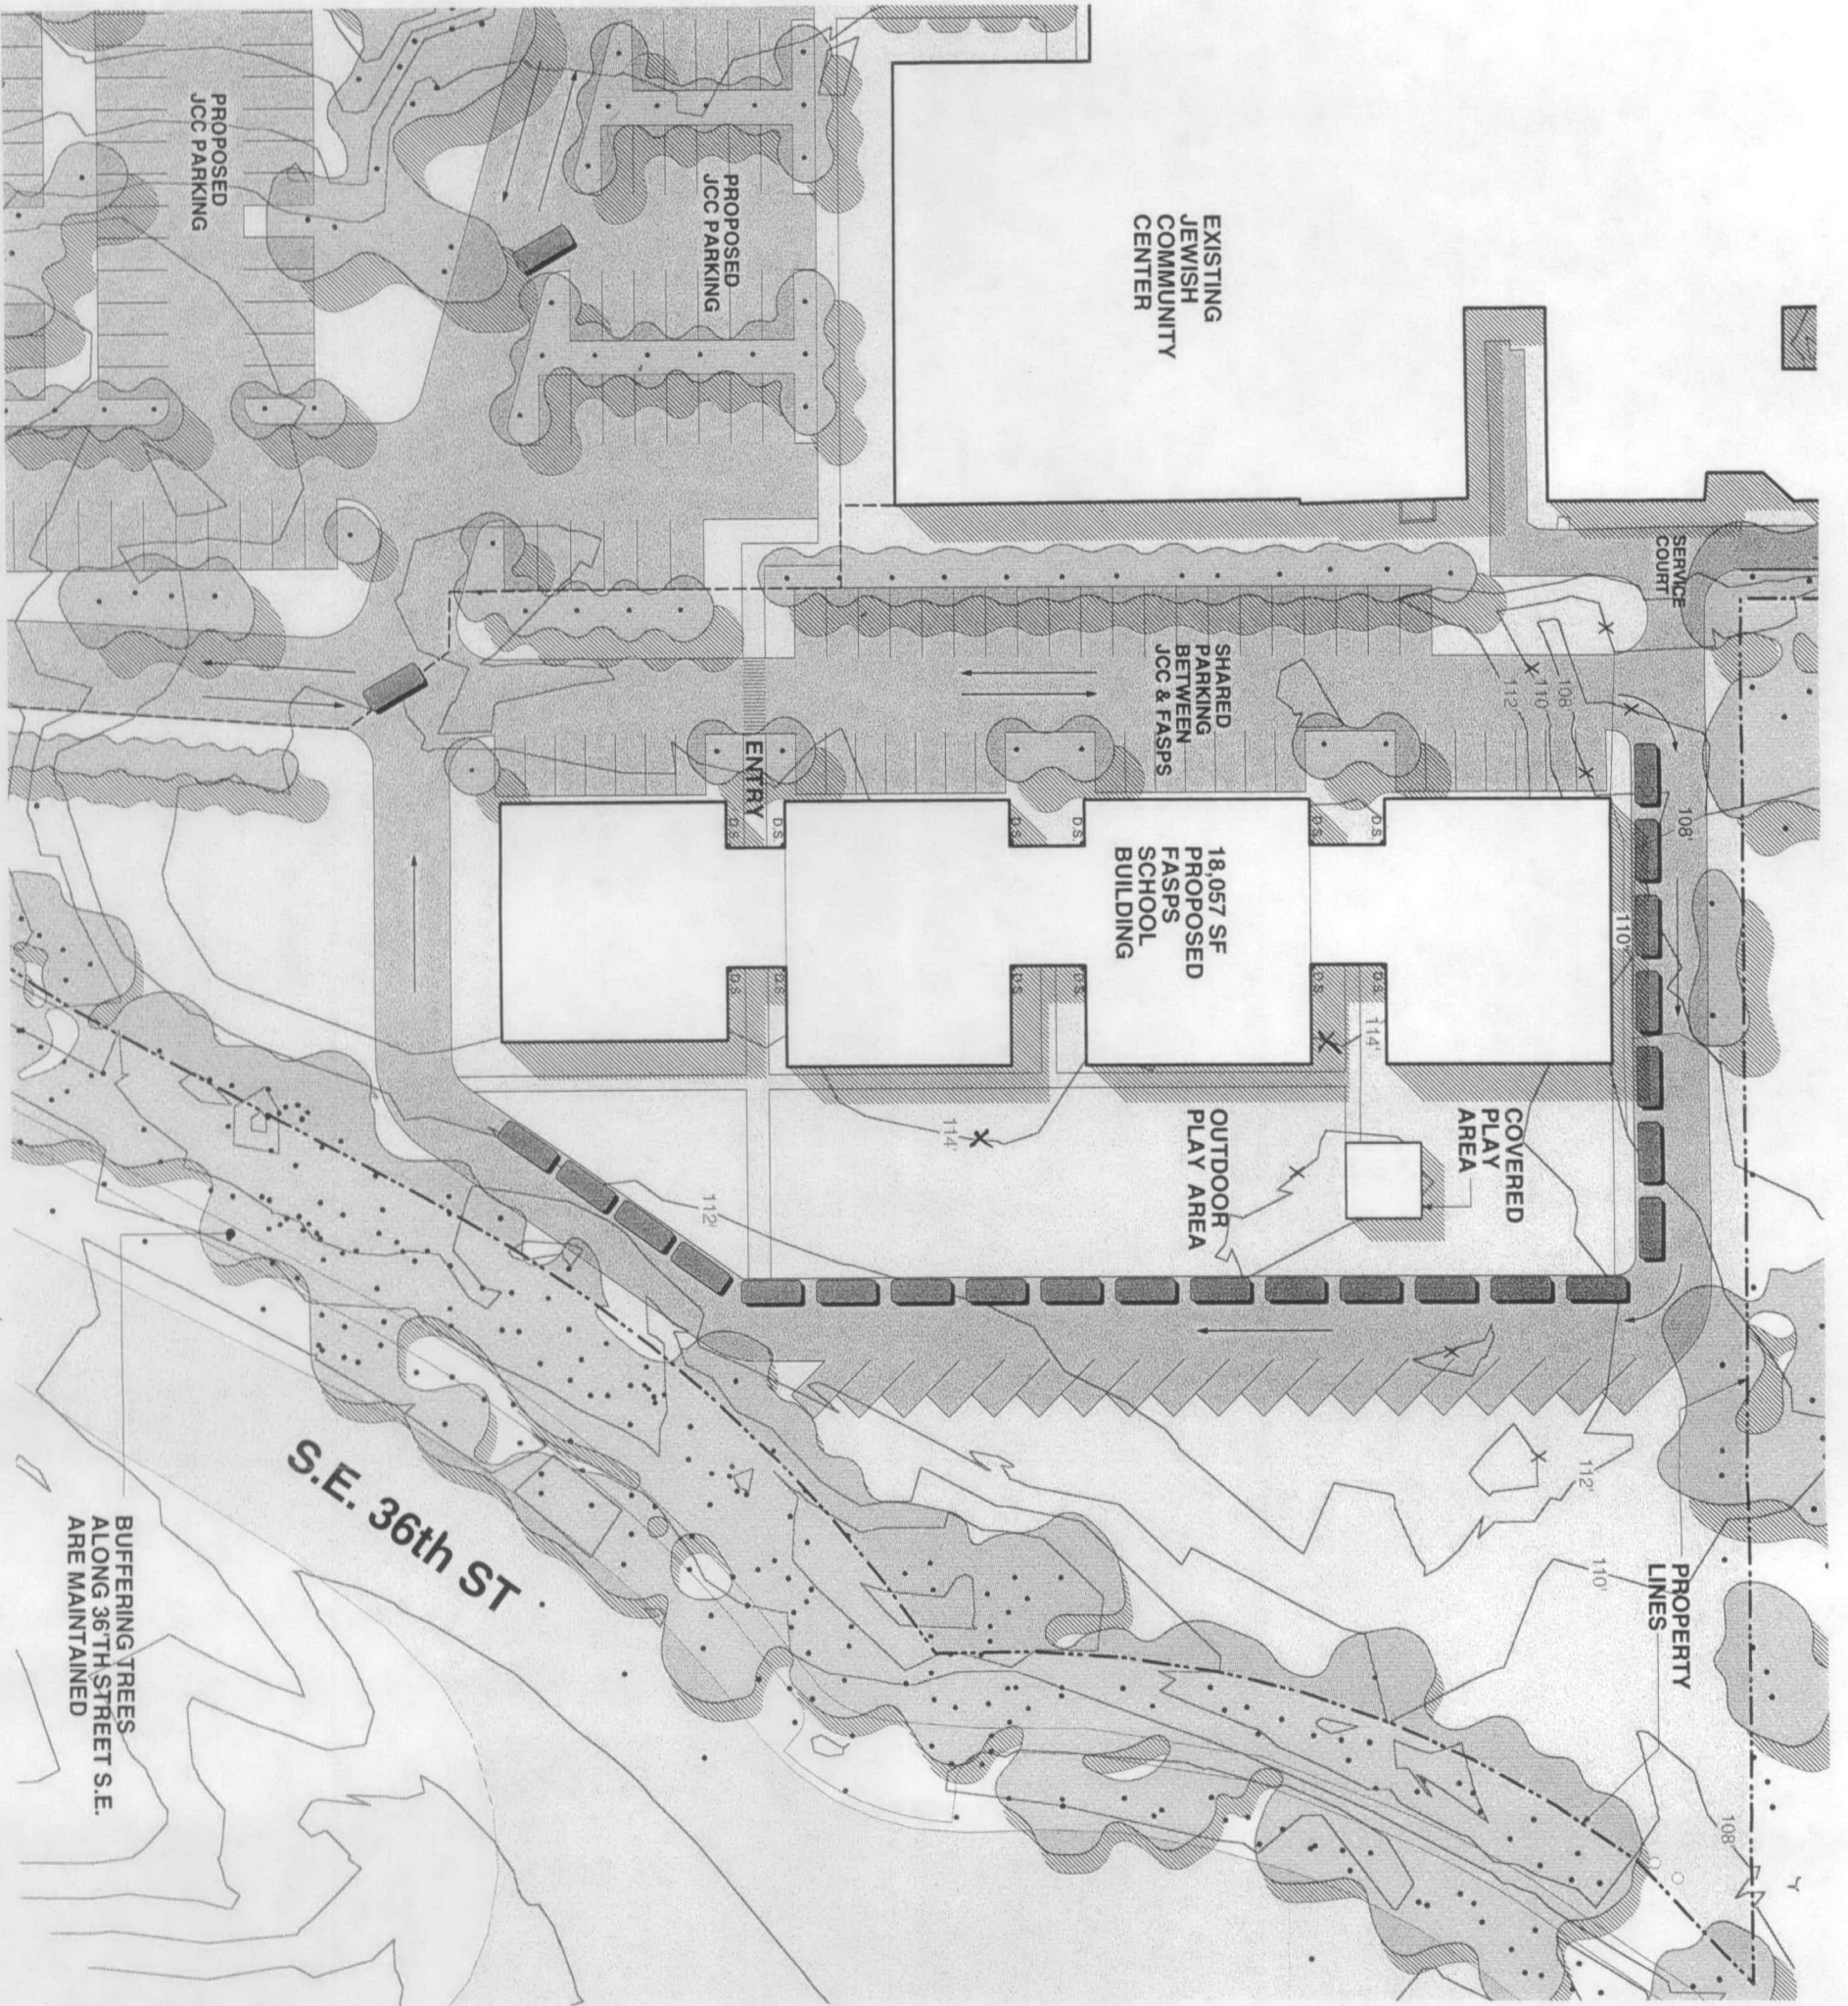 PROPOSED
JCC PARKING
PROPOSED
JCC PARKING
EXISTING
JEWISH
COMMUNITY
CENTER
SERVICE
COURT
SHARED
PARKING
BETWEEN
JCC & FASPS
108'
110'
112'
ENTRY
D.S.
D.S.
D.S.
D.S.
D.S.
D.S.
18,057 SF
PROPOSED
FASPS
SCHOOL
BUILDING
108'
110'
D.S.
D.S.
D.S.
D.S.
D.S.
D.S.
114'
114'
COVERED
PLAY
AREA
OUTDOOR
PLAY AREA
112'
112'
110'
PROPERTY
LINES
108'
S.E. 36th ST
BUFFERING TREES
ALONG 36'TH STREET S.E.
ARE MAINTAINED